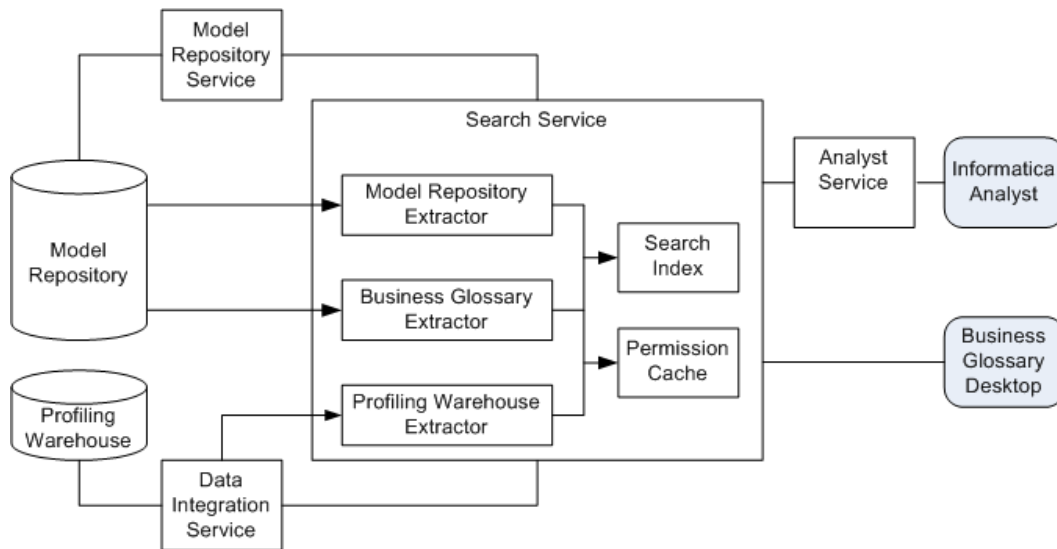 Model
Repository
Service
Search Service
Analyst
Service
Informatica
Analyst
Model Repository
Extractor
Model
Repository
Search
Index
Business Glossary
Extractor
Permission
Cache
Business
Glossary
Desktop
Profiling
Warehouse
Profiling Warehouse
Extractor
Data
Integration
Service